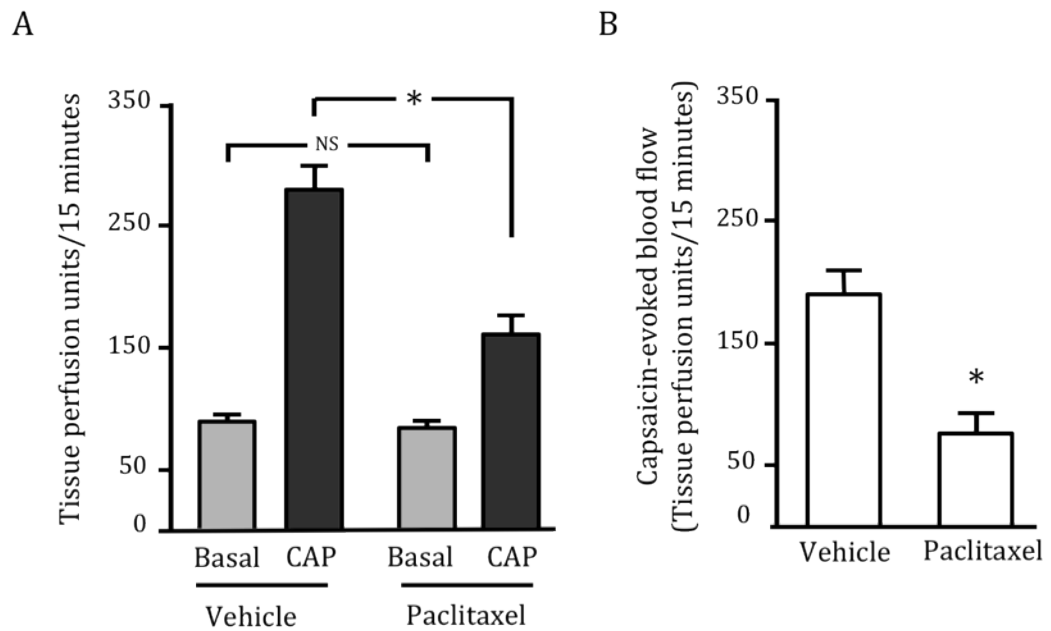 A
Tissue perfusion units/15 minutes
350
250
150
50
0
*
NS
Basal CAP Basal CAP
Vehicle Paclitaxel
B
Capsaicin-evoked blood flow
(Tissue perfusion units/15 minutes)
350
250
150
50
0
*
Vehicle Paclitaxel